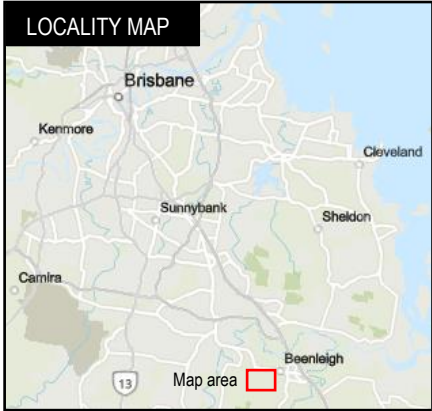 LOCALITY MAP
Brisbane
Kenmore
Cleveland
Sunnybank
Sheldon
Camira
Beenleigh
Map area
13